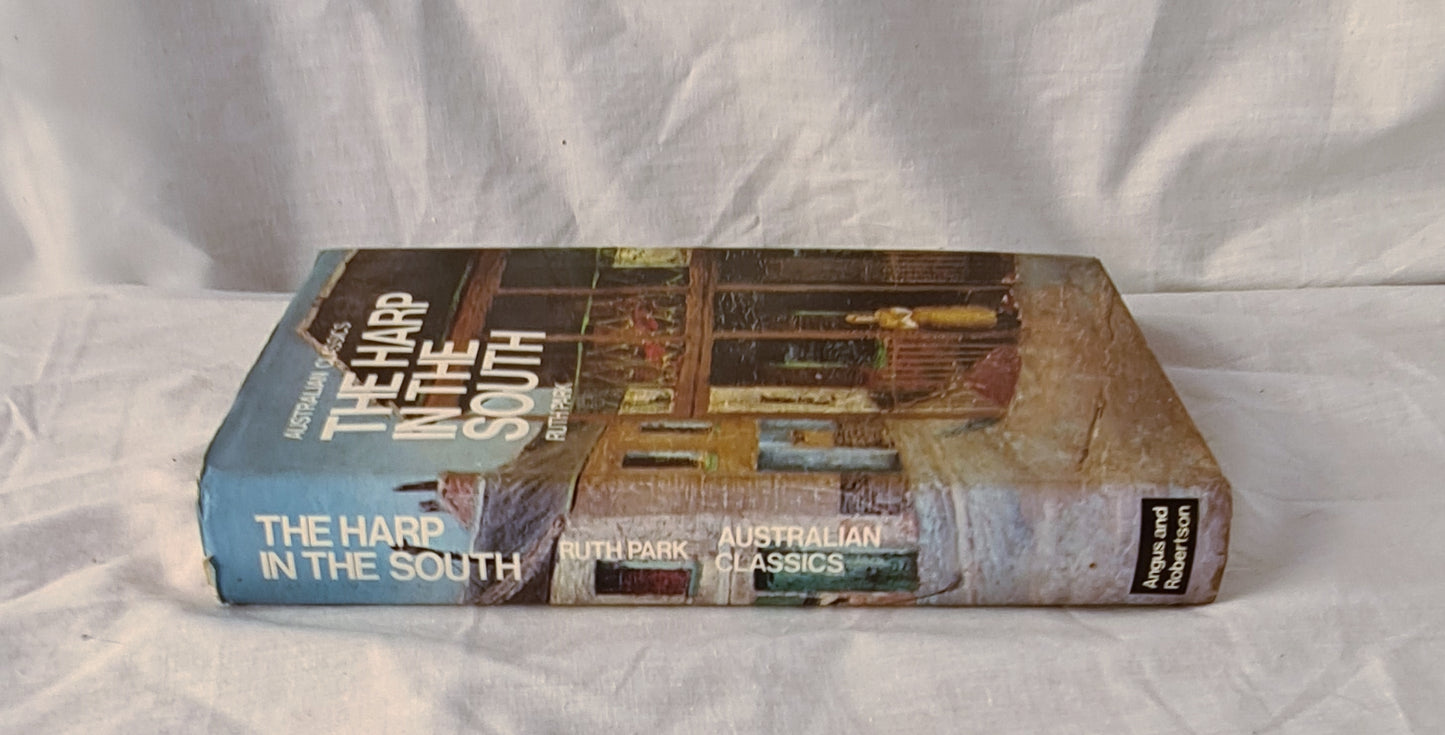 AUSTRALIAN CLASSICS
THE HARP
IN THE
SOUTH
RUTH PARK
THE HARP
IN THE SOUTH
RUTH PARK
AUSTRALIAN
CLASSICS
Angus and
Robertson